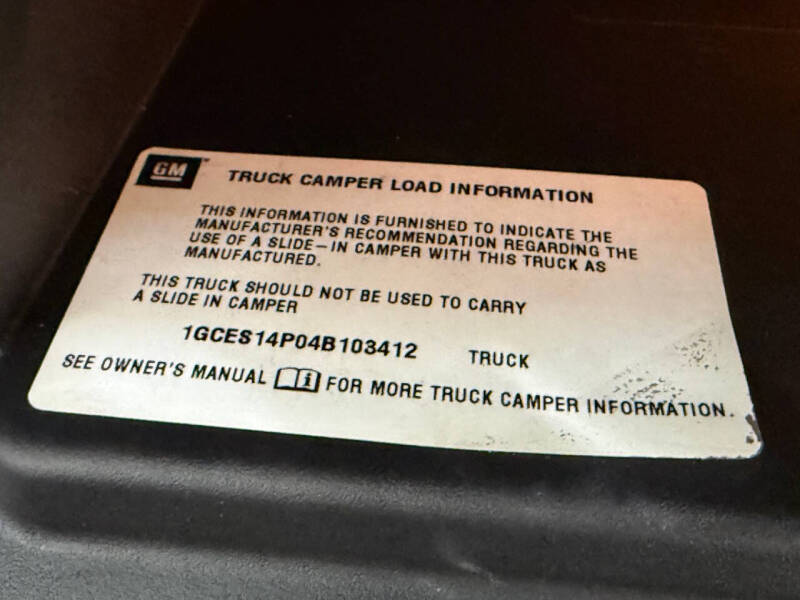 GM™ TRUCK CAMPER LOAD INFORMATION
THIS INFORMATION IS FURNISHED TO INDICATE THE
MANUFACTURER'S RECOMMENDATION REGARDING THE
USE OF A SLIDE-IN CAMPER WITH THIS TRUCK AS
MANUFACTURED.
THIS TRUCK SHOULD NOT BE USED TO CARRY
A SLIDE IN CAMPER
1GCES14P04B103412 TRUCK
SEE OWNER'S MANUAL i FOR MORE TRUCK CAMPER INFORMATION.